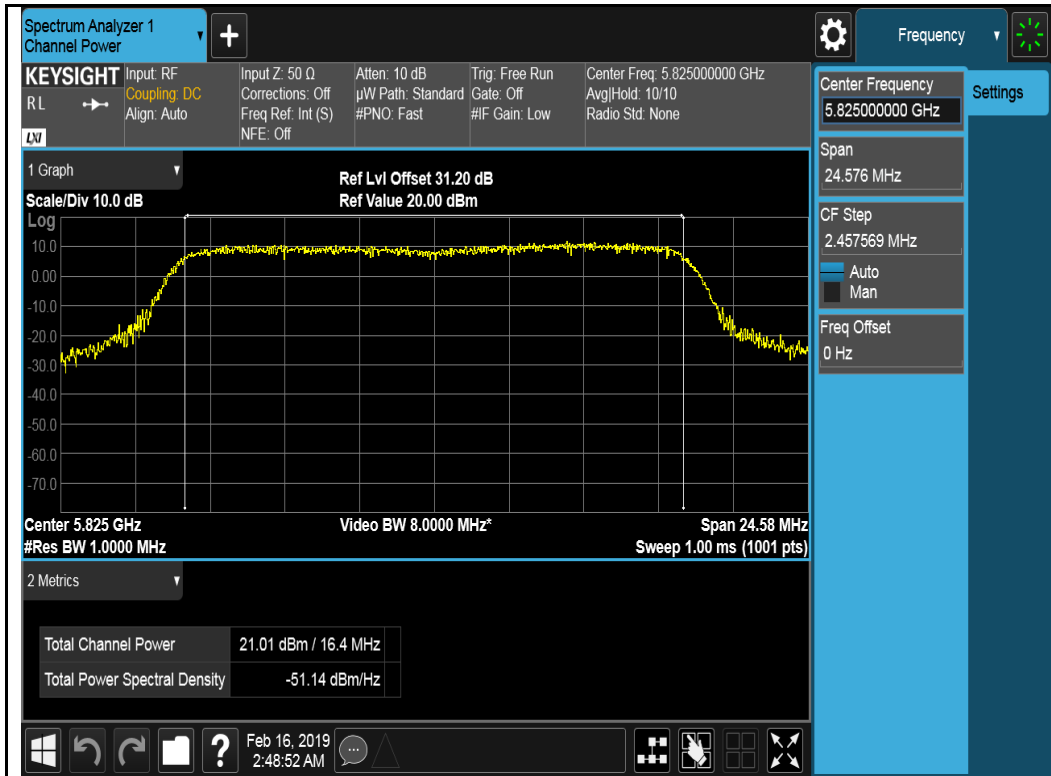 Spectrum Analyzer 1
Channel Power
+
Frequency
KEYSIGHT
R L
LXI
Input: RF
Coupling: DC
Align: Auto
Input Z: 50 Ω
Corrections: Off
Freq Ref: Int (S)
NFE: Off
Atten: 10 dB
µW Path: Standard
#PNO: Fast
Trig: Free Run
Gate: Off
#IF Gain: Low
Center Freq: 5.825000000 GHz
Avg|Hold: 10/10
Radio Std: None
Center Frequency
5.825000000 GHz
Settings
Span
24.576 MHz
CF Step
2.457569 MHz
Auto
Man
Freq Offset
0 Hz
1 Graph
Scale/Div 10.0 dB
Ref Lvl Offset 31.20 dB
Ref Value 20.00 dBm
Log
10.0
0.00
-10.0
-20.0
-30.0
-40.0
-50.0
-60.0
-70.0
Center 5.825 GHz
#Res BW 1.0000 MHz
Video BW 8.0000 MHz*
Span 24.58 MHz
Sweep 1.00 ms (1001 pts)
2 Metrics
Total Channel Power 21.01 dBm / 16.4 MHz
Total Power Spectral Density -51.14 dBm/Hz
?
Feb 16, 2019
2:48:52 AM